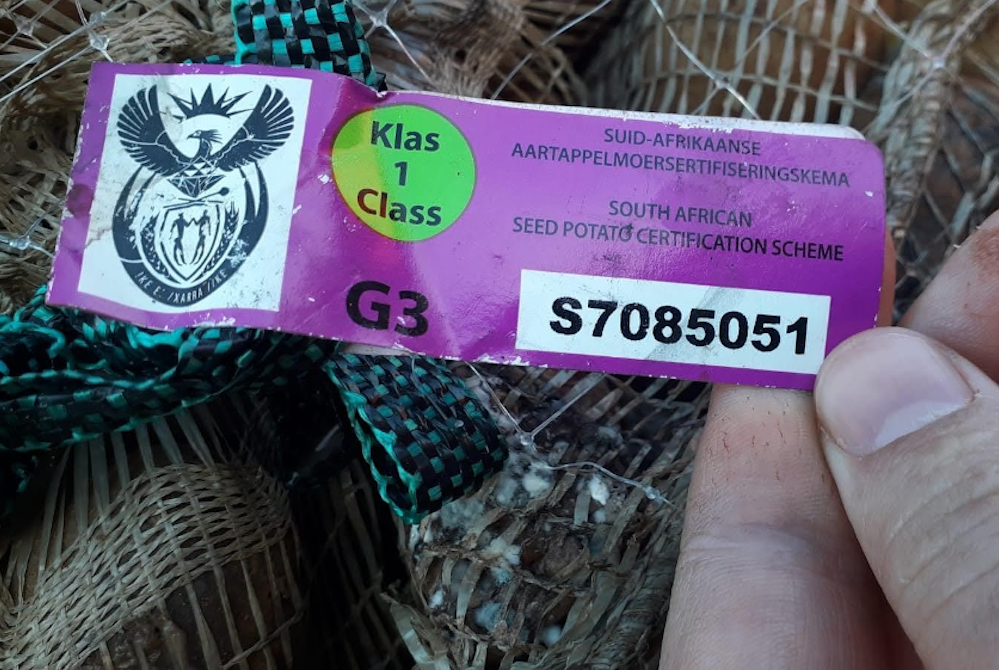 Klas
1
Class
G3
SUID-AFRIKAANSE
AARTAPPELMOERSERTIFISERINGSKEMA
SOUTH AFRICAN
SEED POTATO CERTIFICATION SCHEME
S7085051